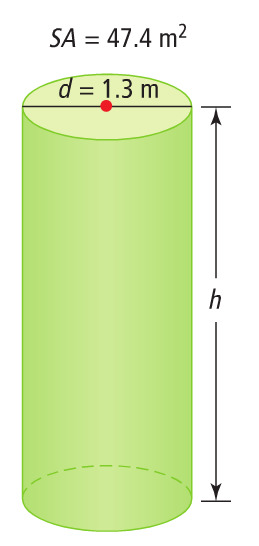 SA = 47.4 m²
d = 1.3 m
h